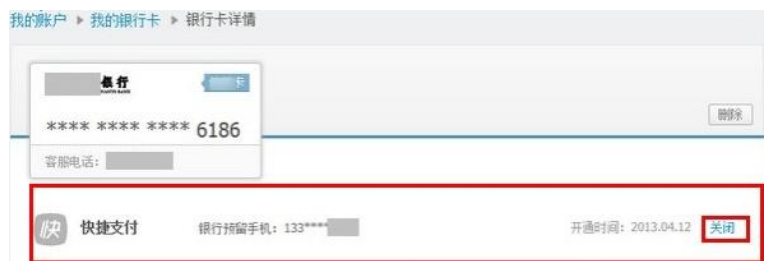 我的账户 ▸ 我的银行卡 ▸ 银行卡详情
银行
卡
**** **** **** 6186
删除
客服电话：
快 快捷支付 银行预留手机：133**** 开通时间：2013.04.12 关闭